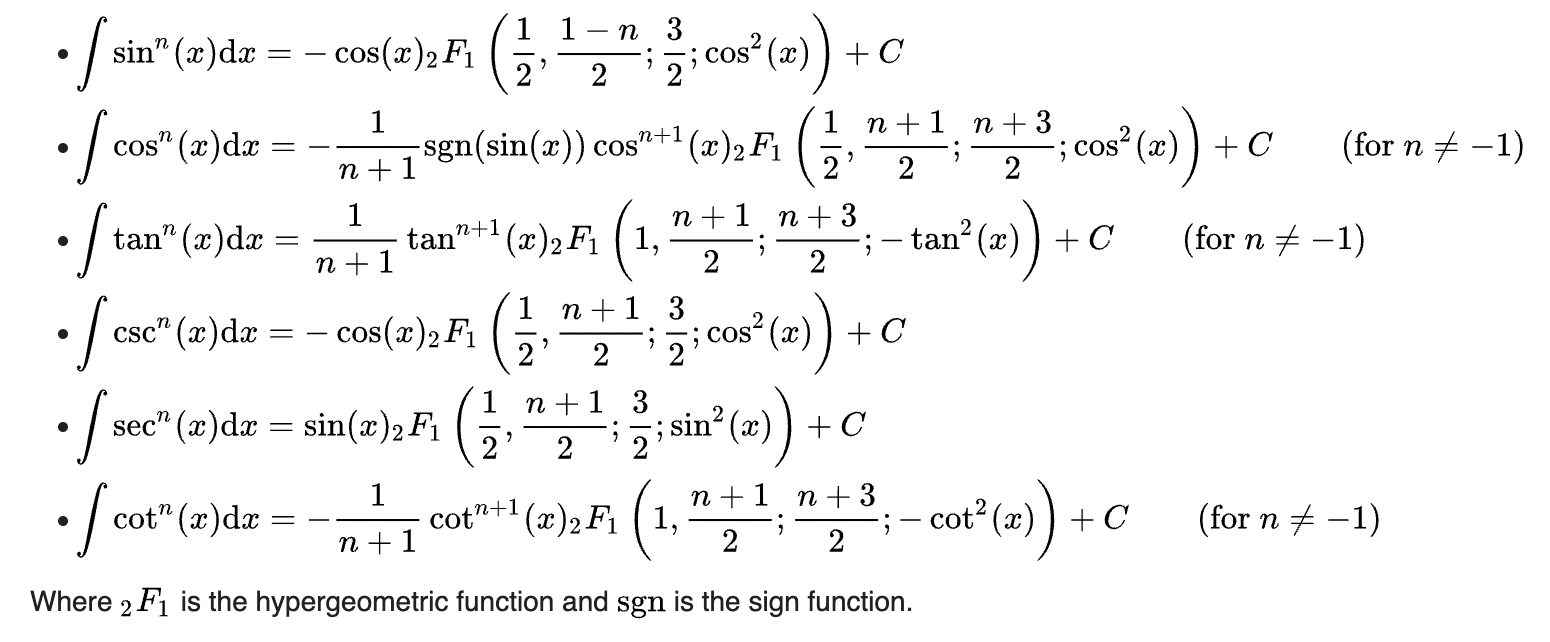 • ∫ sinⁿ(x)dx = − cos(x)₂F₁ (1/2, (1 − n)/2; 3/2; cos²(x)) + C
• ∫ cosⁿ(x)dx = − 1/(n + 1) sgn(sin(x)) cosⁿ⁺¹(x)₂F₁ (1/2, (n + 1)/2; (n + 3)/2; cos²(x)) + C (for n ≠ −1)
• ∫ tanⁿ(x)dx = 1/(n + 1) tanⁿ⁺¹(x)₂F₁ (1, (n + 1)/2; (n + 3)/2; − tan²(x)) + C (for n ≠ −1)
• ∫ cscⁿ(x)dx = − cos(x)₂F₁ (1/2, (n + 1)/2; 3/2; cos²(x)) + C
• ∫ secⁿ(x)dx = sin(x)₂F₁ (1/2, (n + 1)/2; 3/2; sin²(x)) + C
• ∫ cotⁿ(x)dx = − 1/(n + 1) cotⁿ⁺¹(x)₂F₁ (1, (n + 1)/2; (n + 3)/2; − cot²(x)) + C (for n ≠ −1)
Where ₂F₁ is the hypergeometric function and sgn is the sign function.